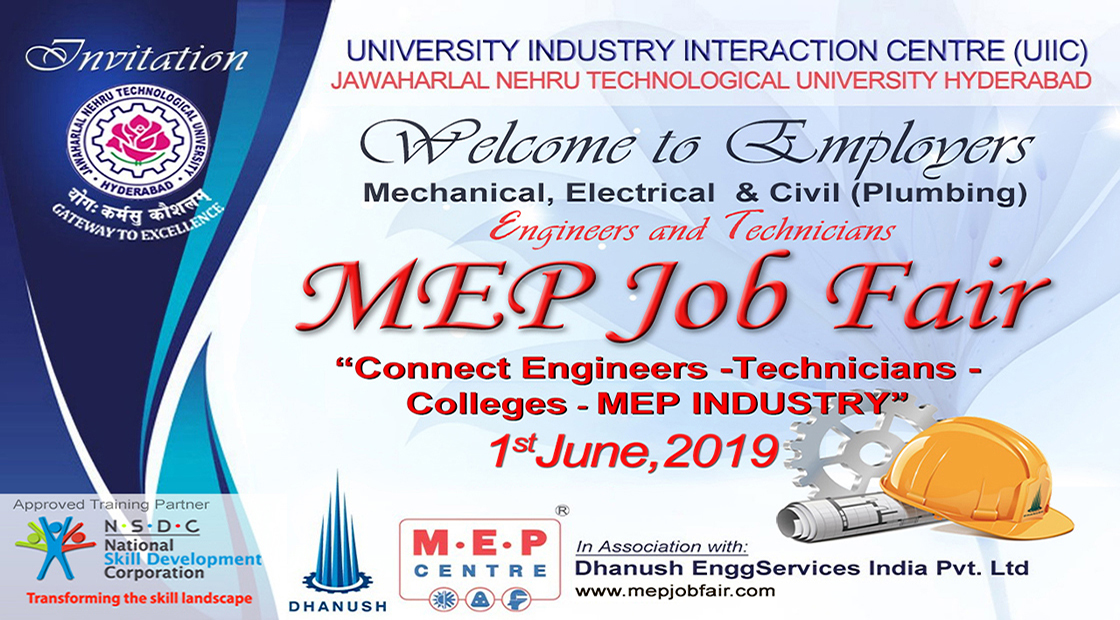 Invitation
UNIVERSITY INDUSTRY INTERACTION CENTRE (UIIC)
JAWAHARLAL NEHRU TECHNOLOGICAL UNIVERSITY HYDERABAD
JAWAHARLAL NEHRU TECHNOLOGICAL UNIVERSITY
HYDERABAD
योगः कर्मसु कौशलम्
GATEWAY TO EXCELLENCE
Welcome to Employers
Mechanical, Electrical & Civil (Plumbing)
Engineers and Technicians
MEP Job Fair
“Connect Engineers -Technicians -
Colleges - MEP INDUSTRY”
1st June, 2019
Approved Training Partner
N·S·D·C
National
Skill Development
Corporation
Transforming the skill landscape
DHANUSH
M·E·P
CENTRE
®
In Association with:
Dhanush EnggServices India Pvt. Ltd
www.mepjobfair.com
DHANUSH